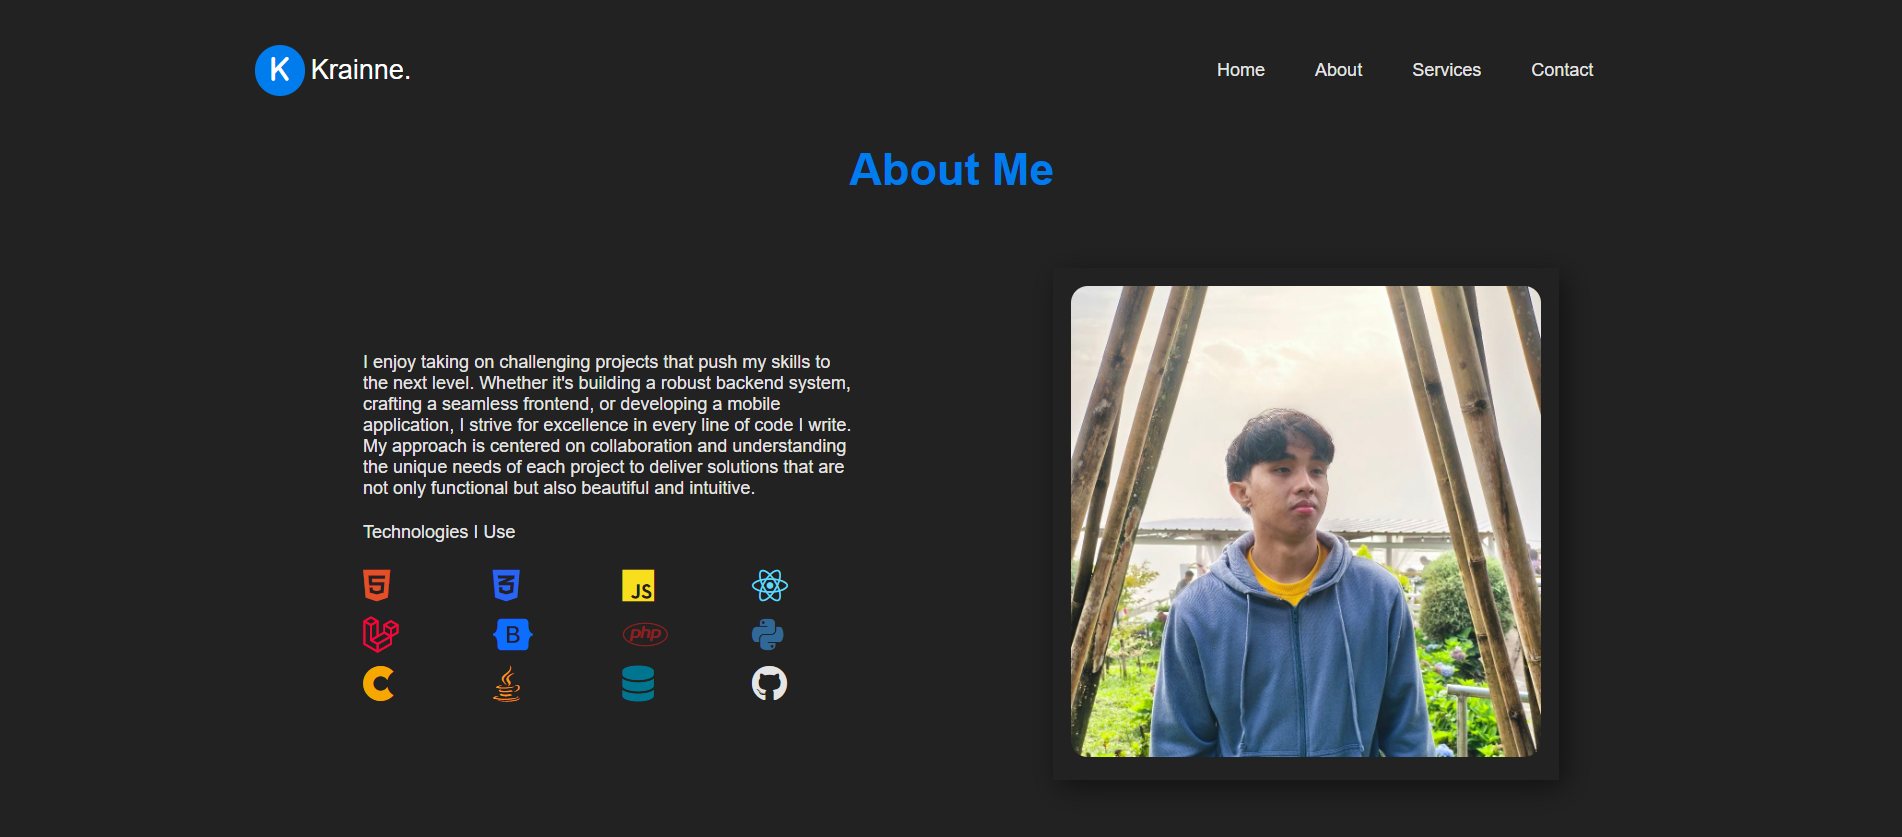 K Krainne.
Home About Services Contact
About Me
I enjoy taking on challenging projects that push my skills to
the next level. Whether it's building a robust backend system,
crafting a seamless frontend, or developing a mobile
application, I strive for excellence in every line of code I write.
My approach is centered on collaboration and understanding
the unique needs of each project to deliver solutions that are
not only functional but also beautiful and intuitive.
Technologies I Use
5 3 JS
B php
C